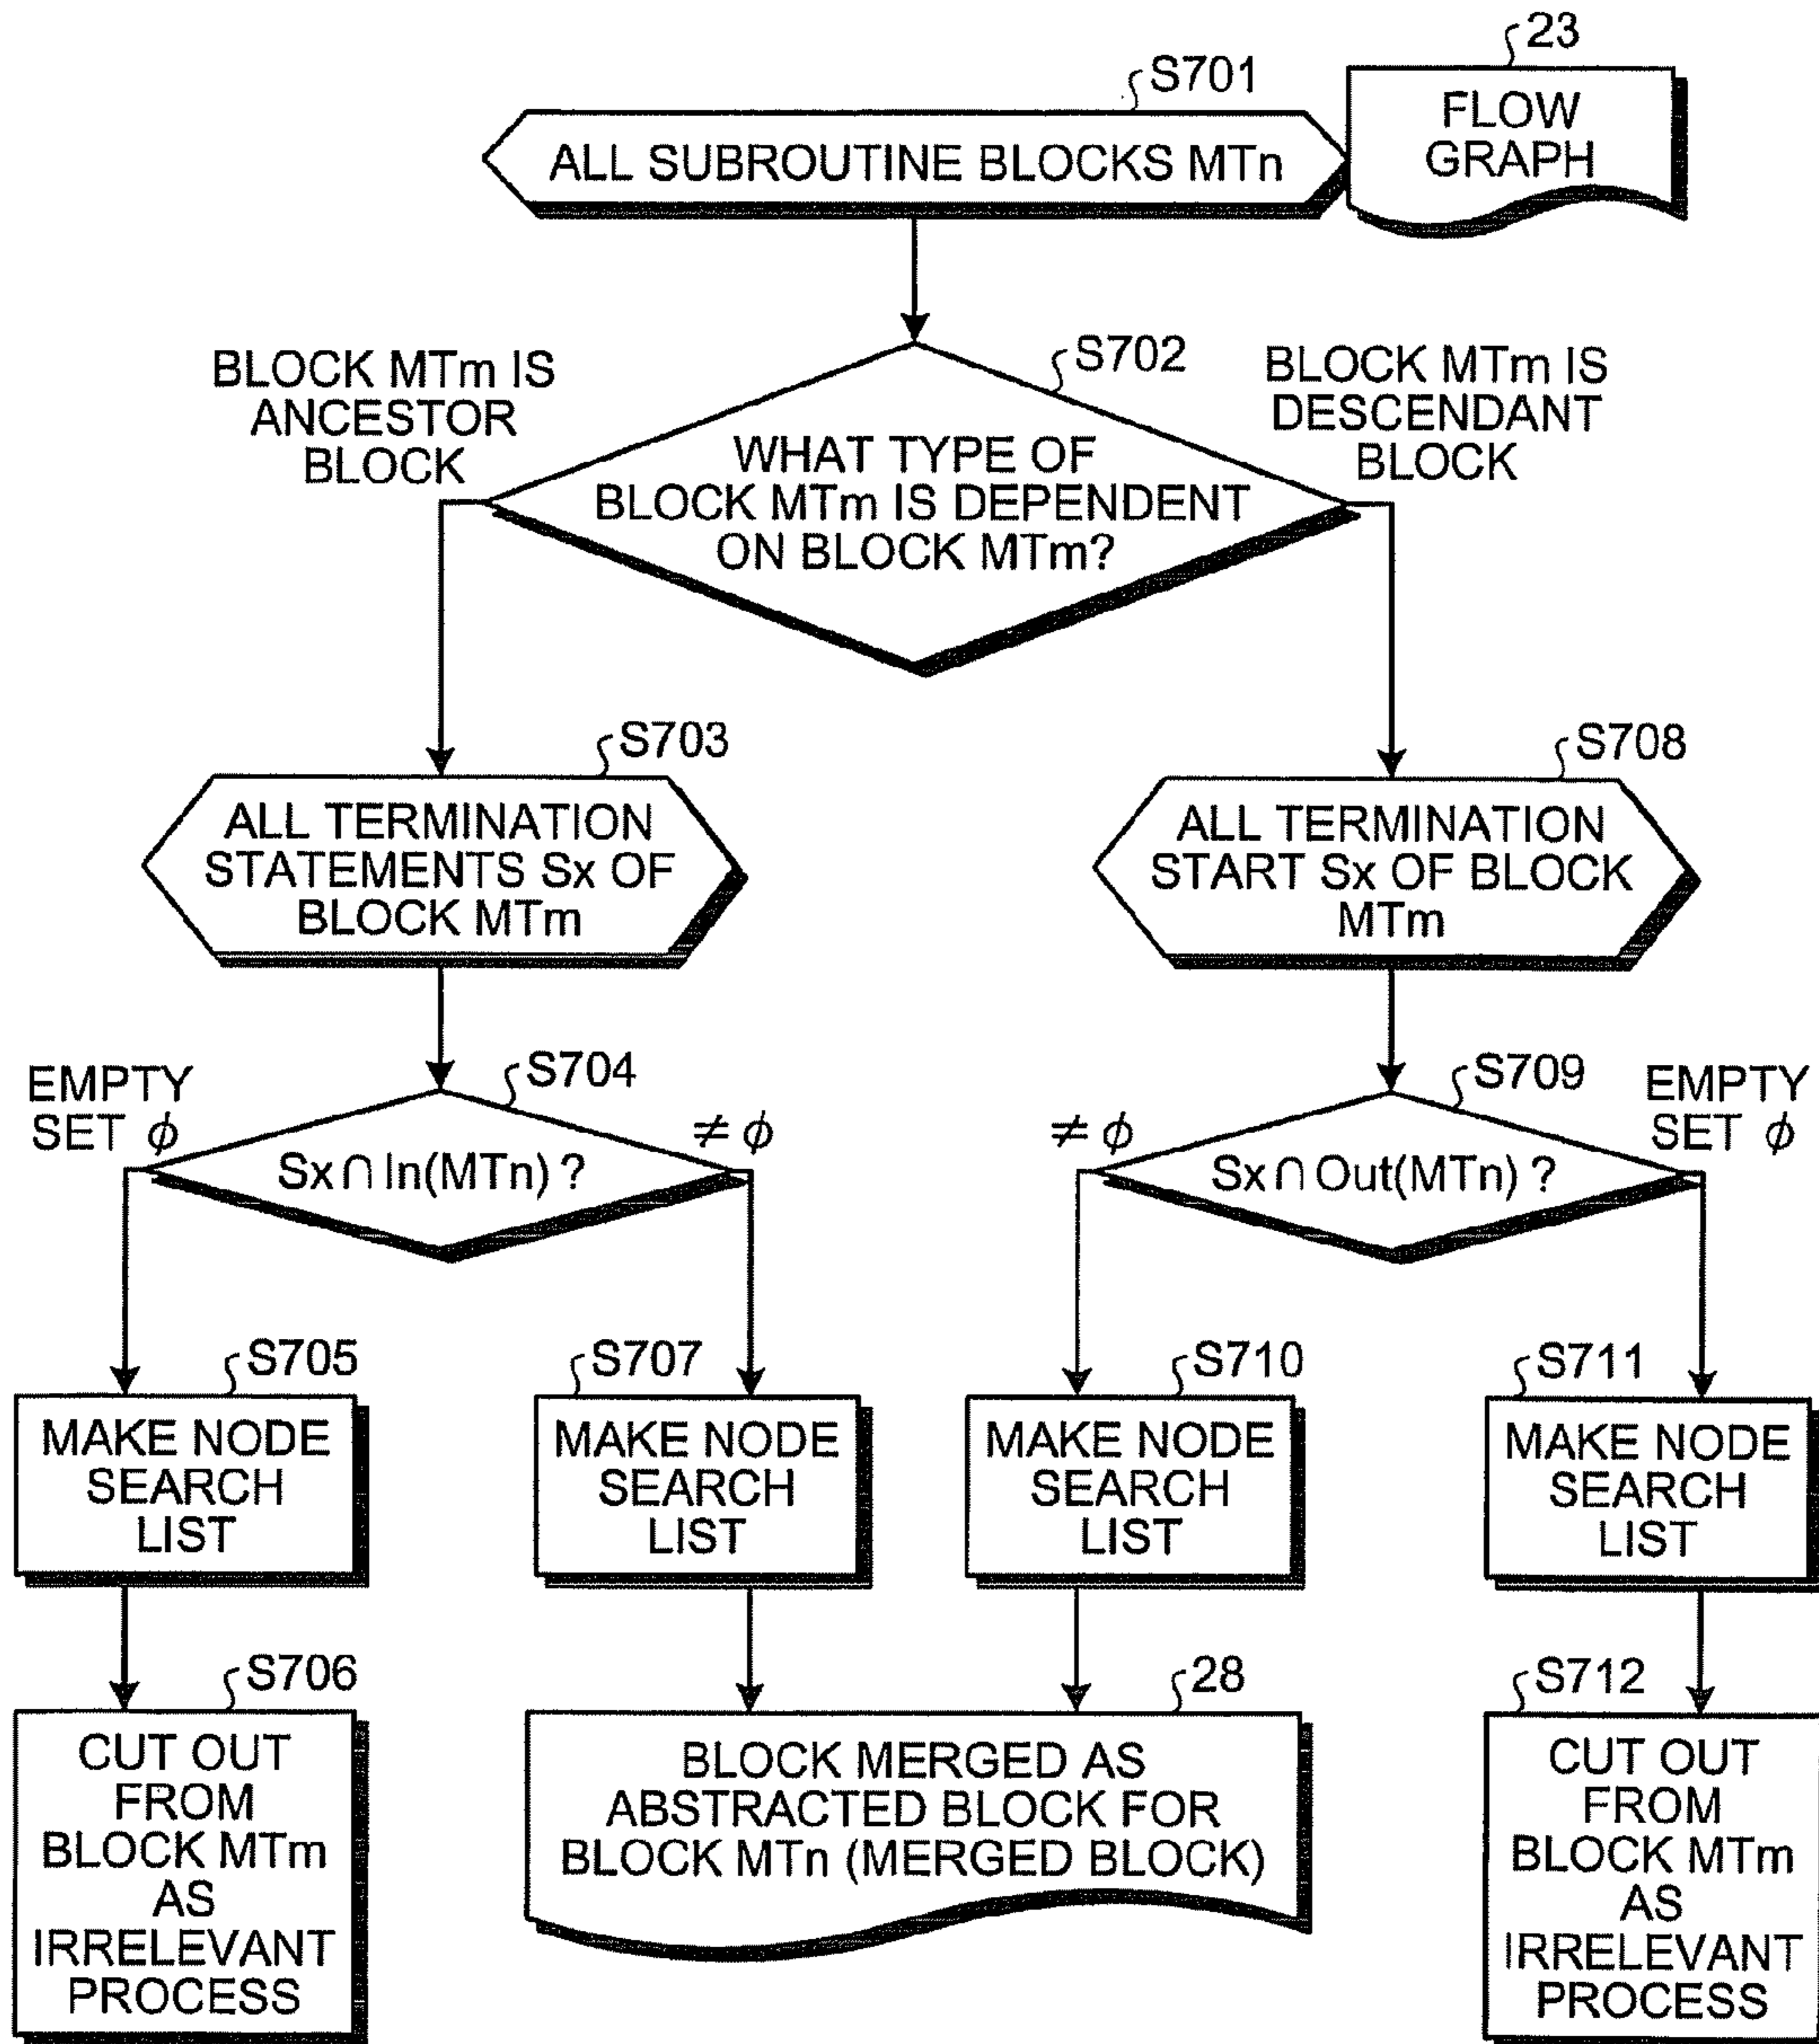 23
FLOW
GRAPH
S701
ALL SUBROUTINE BLOCKS MTn
S702
BLOCK MTm IS
ANCESTOR
BLOCK
BLOCK MTm IS
DESCENDANT
BLOCK
WHAT TYPE OF
BLOCK MTm IS DEPENDENT
ON BLOCK MTm?
S703
ALL TERMINATION
STATEMENTS Sx OF
BLOCK MTm
S708
ALL TERMINATION
START Sx OF BLOCK
MTm
S704
EMPTY
SET ϕ
Sx ∩ In(MTn) ?
≠ ϕ
S709
≠ ϕ
Sx ∩ Out(MTn) ?
EMPTY
SET ϕ
S705
MAKE NODE
SEARCH
LIST
S707
MAKE NODE
SEARCH
LIST
S710
MAKE NODE
SEARCH
LIST
S711
MAKE NODE
SEARCH
LIST
S706
CUT OUT
FROM
BLOCK MTm
AS
IRRELEVANT
PROCESS
28
BLOCK MERGED AS
ABSTRACTED BLOCK FOR
BLOCK MTn (MERGED BLOCK)
S712
CUT OUT
FROM
BLOCK MTm
AS
IRRELEVANT
PROCESS